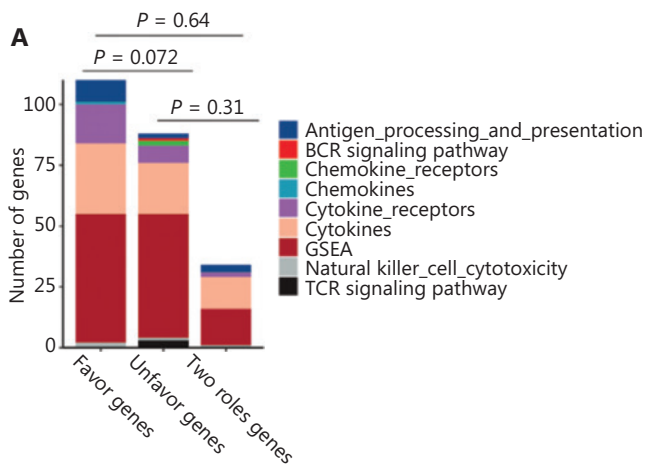 A
P = 0.64
P = 0.072
P = 0.31
Number of genes
100
75
50
25
0
Favor genes
Unfavor genes
Two roles genes
Antigen_processing_and_presentation
BCR signaling pathway
Chemokine_receptors
Chemokines
Cytokine_receptors
Cytokines
GSEA
Natural killer_cell_cytotoxicity
TCR signaling pathway